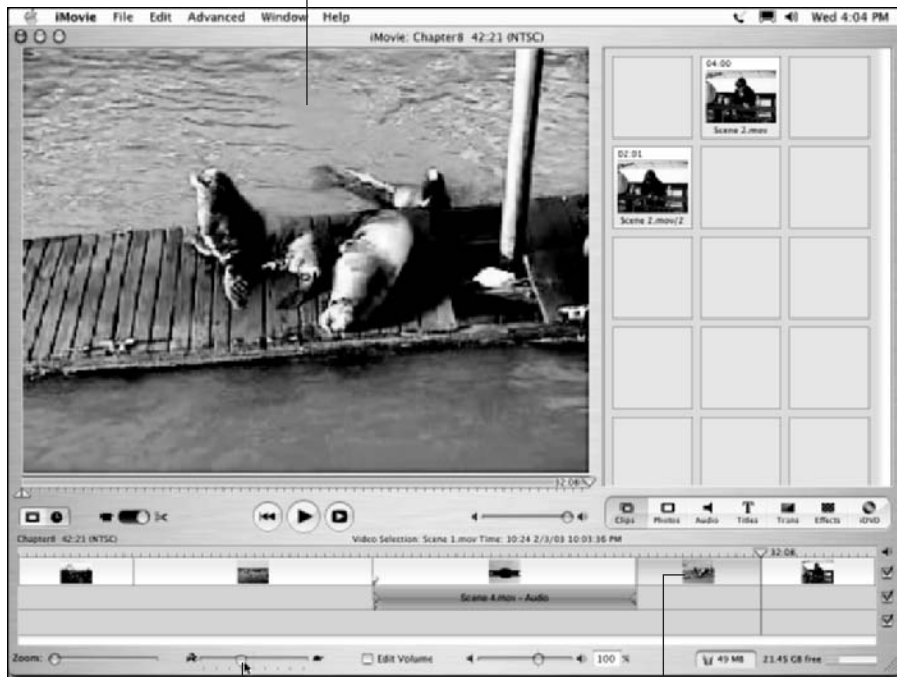 iMovie File Edit Advanced Window Help Wed 4:04 PM
iMovie: Chapter8 42:21 (NTSC)
04:00
Scene 2.mov
02:01
Scene 2.mov/2
32:08
Clips Photos Audio Titles Trans Effects iDVD
Chapter8 42:21 (NTSC) Video Selection: Scene 1.mov Time: 10:24 2/3/03 10:03:36 PM
32:08
Scene 4.mov - Audio
Zoom: Edit Volume 100 % 49 MB 21.45 GB free